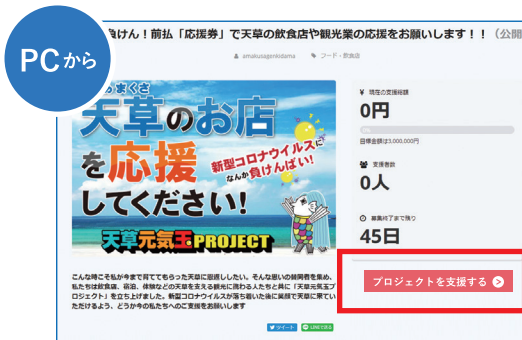 PCから
負けん！前払「応援券」で天草の飲食店や観光業の応援をお願いします！！（公開
amakusagenkidama フード・飲食店
あまくさ
天草のお店
を応援
してください!
新型コロナウイルスに
なんか負けんばい!
天草元気玉PROJECT
¥ 現在の支援総額
0円
0%
目標金額は3,000,000円
支援者数
0人
募集終了まで残り
45日
プロジェクトを支援する
こんな時こそ私が今まで育ててもらった天草に恩返ししたい。そんな思いの賛同者を集め、
私たちは飲食店、宿泊、体験などの天草を支える観光に携わる人たちと共に「天草元気玉プ
ロジェクト」を立ち上げました。新型コロナウイルスが落ち着いた後に笑顔で天草に来てい
ただけるよう、どうか今の私たちへのご支援をお願いします
ツイート LINEで送る